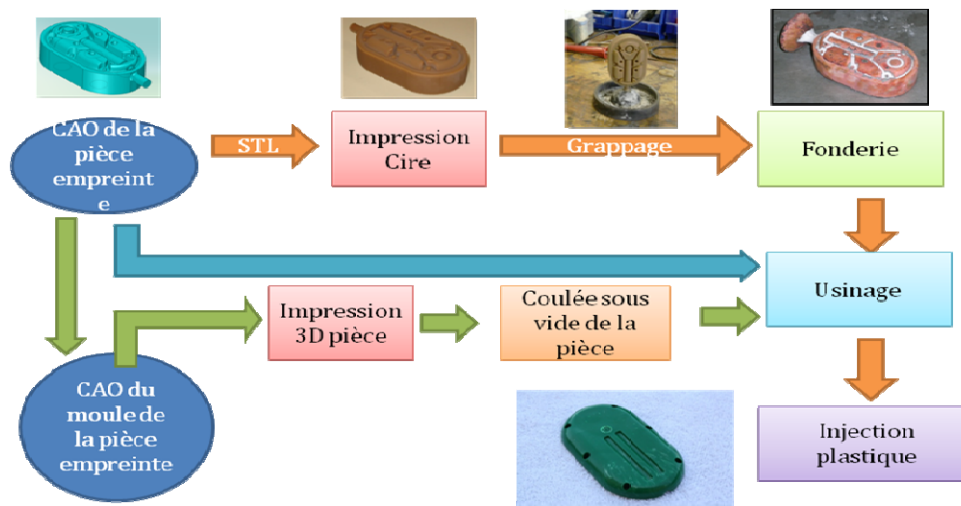 CAO de la
pièce
empreint
e
STL
Impression
Cire
Grappage
Fonderie
Usinage
Impression
3D pièce
Coulée sous
vide de la
pièce
CAO du
moule de
la pièce
empreinte
Injection
plastique